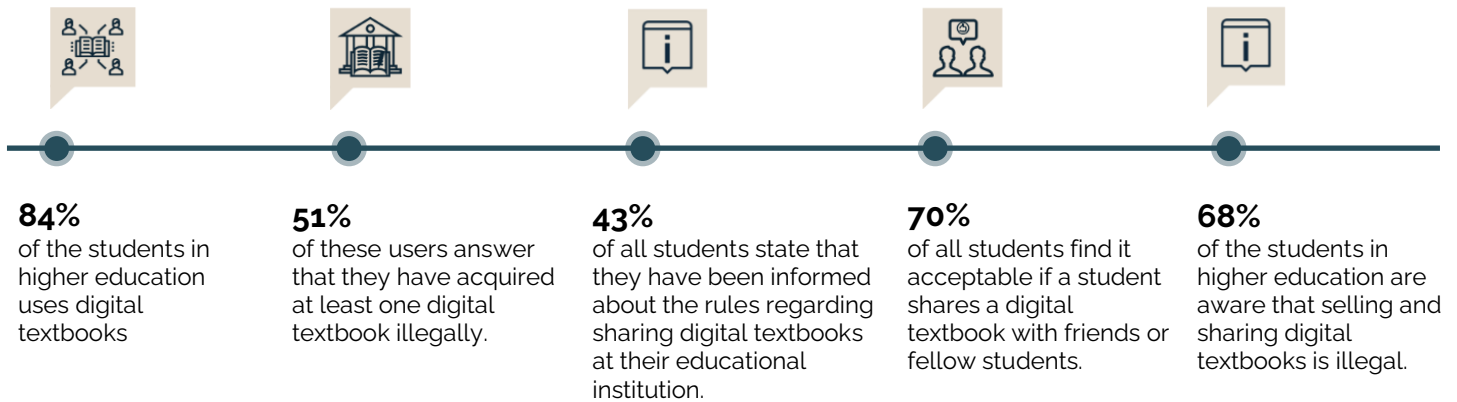 84%
of the students in
higher education
uses digital
textbooks
51%
of these users answer
that they have acquired
at least one digital
textbook illegally.
43%
of all students state that
they have been informed
about the rules regarding
sharing digital textbooks
at their educational
institution.
70%
of all students find it
acceptable if a student
shares a digital
textbook with friends or
fellow students.
68%
of the students in
higher education are
aware that selling and
sharing digital
textbooks is illegal.